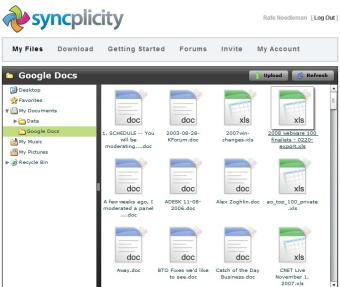 syncplicity
Rafe Needleman [Log Out]
My Files Download Getting Started Forums Invite My Account
Google Docs
Upload Refresh
Desktop
Favorites
My Documents
Data
Google Docs
My Music
My Pictures
Recycle Bin
doc doc xls xls
1. SCHEDULE -- You will be moderating....doc
2003-08-28-KForum.doc
2007win-changes.xls
2008 webware 100 finalists - 0220-export.xls
doc doc doc xls
A few weeks ago, I moderated a panel ....doc
ADESK 11-08-2006.doc
Alex Zoghlin.doc
ao_top_100_private.xls
doc doc doc xls
Away.doc
BTO Fixes we'd like to see.doc
Catch of the Day Business.doc
CNET Live November 1, 2007.xls